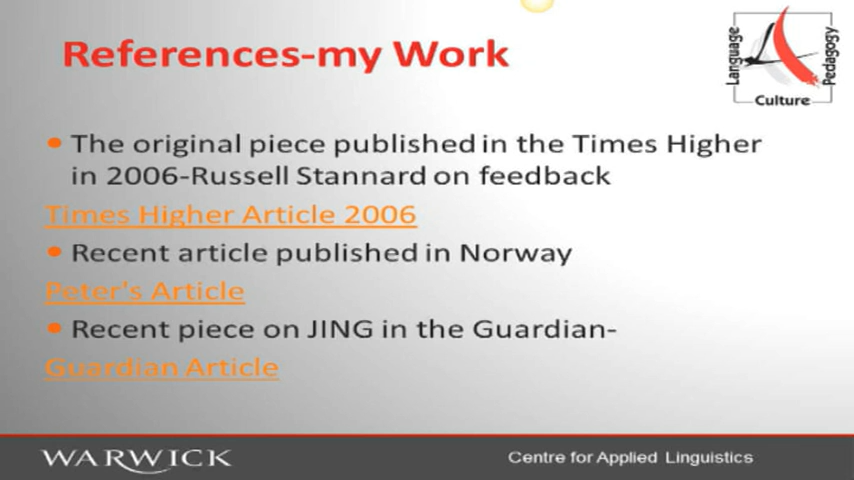 References-my Work
Language
Pedagogy
Culture
• The original piece published in the Times Higher
in 2006-Russell Stannard on feedback
Times Higher Article 2006
• Recent article published in Norway
Peter's Article
• Recent piece on JING in the Guardian-
Guardian Article
WARWICK
Centre for Applied Linguistics